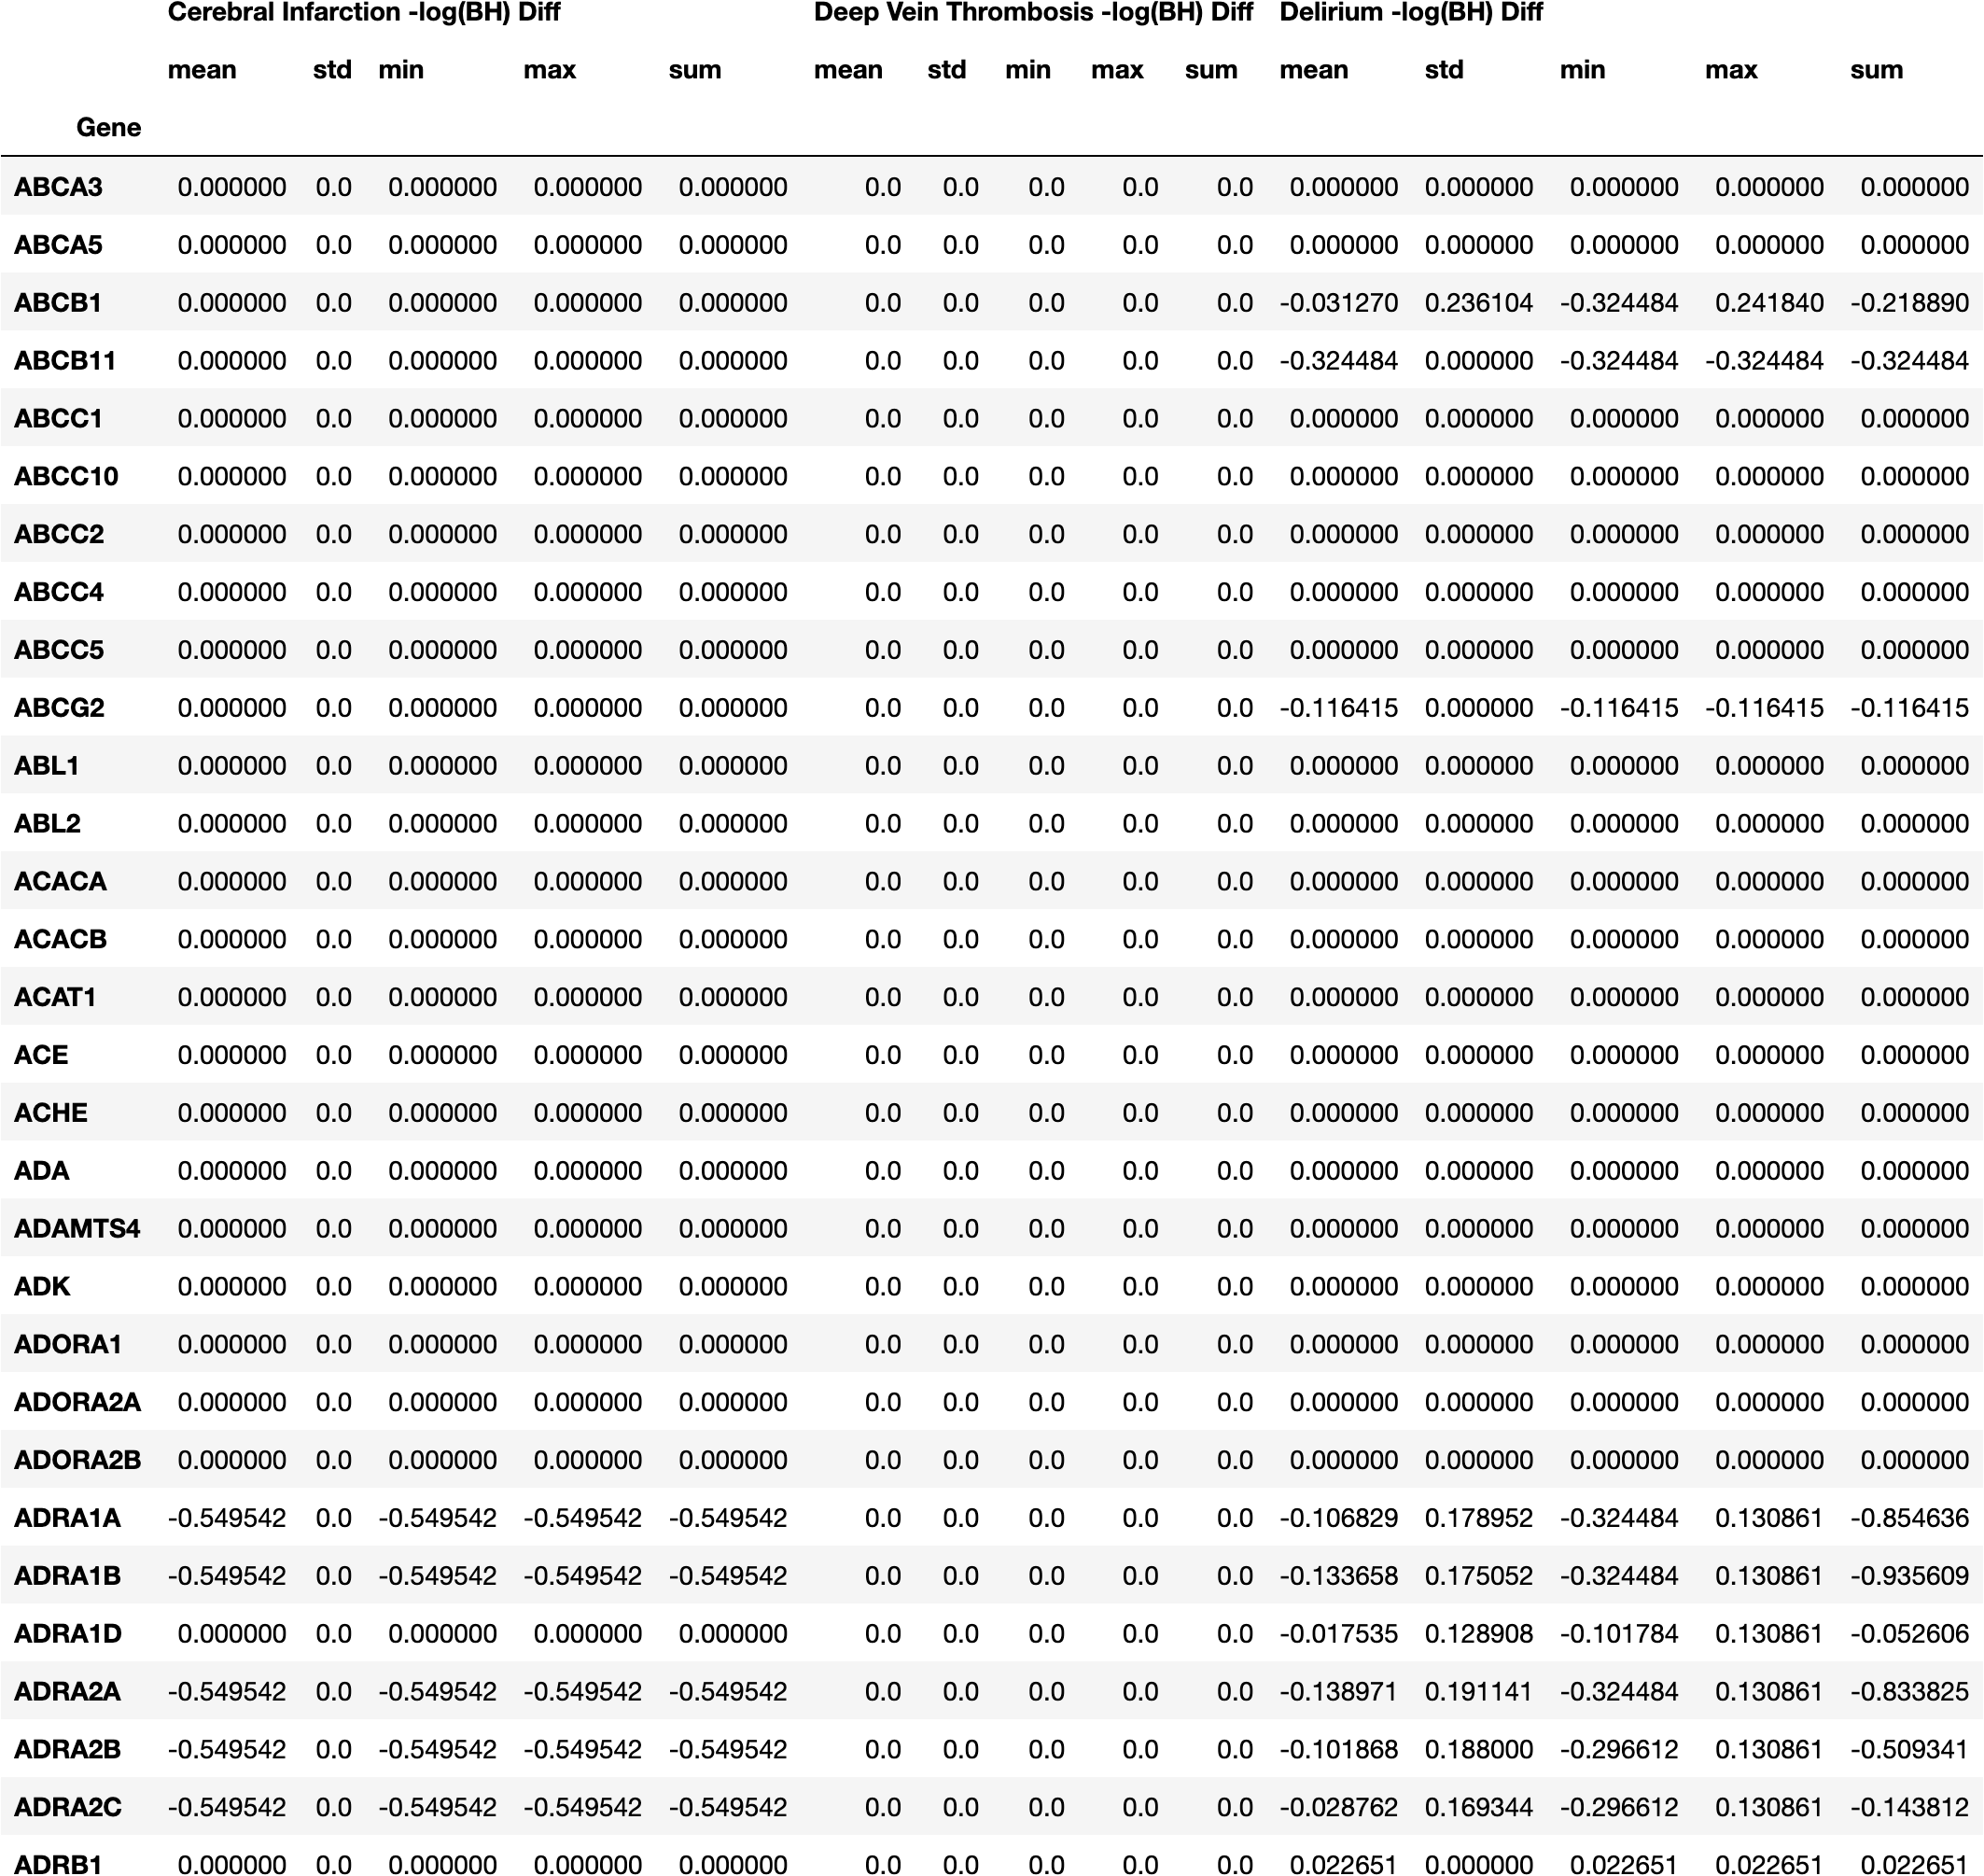 Cerebral Infarction -log(BH) Diff Deep Vein Thrombosis -log(BH) Diff Delirium -log(BH) Diff
mean std min max sum mean std min max sum mean std min max sum
Gene
ABCA3 0.000000 0.0 0.000000 0.000000 0.000000 0.0 0.0 0.0 0.0 0.0 0.000000 0.000000 0.000000 0.000000 0.000000
ABCA5 0.000000 0.0 0.000000 0.000000 0.000000 0.0 0.0 0.0 0.0 0.0 0.000000 0.000000 0.000000 0.000000 0.000000
ABCB1 0.000000 0.0 0.000000 0.000000 0.000000 0.0 0.0 0.0 0.0 0.0 -0.031270 0.236104 -0.324484 0.241840 -0.218890
ABCB11 0.000000 0.0 0.000000 0.000000 0.000000 0.0 0.0 0.0 0.0 0.0 -0.324484 0.000000 -0.324484 -0.324484 -0.324484
ABCC1 0.000000 0.0 0.000000 0.000000 0.000000 0.0 0.0 0.0 0.0 0.0 0.000000 0.000000 0.000000 0.000000 0.000000
ABCC10 0.000000 0.0 0.000000 0.000000 0.000000 0.0 0.0 0.0 0.0 0.0 0.000000 0.000000 0.000000 0.000000 0.000000
ABCC2 0.000000 0.0 0.000000 0.000000 0.000000 0.0 0.0 0.0 0.0 0.0 0.000000 0.000000 0.000000 0.000000 0.000000
ABCC4 0.000000 0.0 0.000000 0.000000 0.000000 0.0 0.0 0.0 0.0 0.0 0.000000 0.000000 0.000000 0.000000 0.000000
ABCC5 0.000000 0.0 0.000000 0.000000 0.000000 0.0 0.0 0.0 0.0 0.0 0.000000 0.000000 0.000000 0.000000 0.000000
ABCG2 0.000000 0.0 0.000000 0.000000 0.000000 0.0 0.0 0.0 0.0 0.0 -0.116415 0.000000 -0.116415 -0.116415 -0.116415
ABL1 0.000000 0.0 0.000000 0.000000 0.000000 0.0 0.0 0.0 0.0 0.0 0.000000 0.000000 0.000000 0.000000 0.000000
ABL2 0.000000 0.0 0.000000 0.000000 0.000000 0.0 0.0 0.0 0.0 0.0 0.000000 0.000000 0.000000 0.000000 0.000000
ACACA 0.000000 0.0 0.000000 0.000000 0.000000 0.0 0.0 0.0 0.0 0.0 0.000000 0.000000 0.000000 0.000000 0.000000
ACACB 0.000000 0.0 0.000000 0.000000 0.000000 0.0 0.0 0.0 0.0 0.0 0.000000 0.000000 0.000000 0.000000 0.000000
ACAT1 0.000000 0.0 0.000000 0.000000 0.000000 0.0 0.0 0.0 0.0 0.0 0.000000 0.000000 0.000000 0.000000 0.000000
ACE 0.000000 0.0 0.000000 0.000000 0.000000 0.0 0.0 0.0 0.0 0.0 0.000000 0.000000 0.000000 0.000000 0.000000
ACHE 0.000000 0.0 0.000000 0.000000 0.000000 0.0 0.0 0.0 0.0 0.0 0.000000 0.000000 0.000000 0.000000 0.000000
ADA 0.000000 0.0 0.000000 0.000000 0.000000 0.0 0.0 0.0 0.0 0.0 0.000000 0.000000 0.000000 0.000000 0.000000
ADAMTS4 0.000000 0.0 0.000000 0.000000 0.000000 0.0 0.0 0.0 0.0 0.0 0.000000 0.000000 0.000000 0.000000 0.000000
ADK 0.000000 0.0 0.000000 0.000000 0.000000 0.0 0.0 0.0 0.0 0.0 0.000000 0.000000 0.000000 0.000000 0.000000
ADORA1 0.000000 0.0 0.000000 0.000000 0.000000 0.0 0.0 0.0 0.0 0.0 0.000000 0.000000 0.000000 0.000000 0.000000
ADORA2A 0.000000 0.0 0.000000 0.000000 0.000000 0.0 0.0 0.0 0.0 0.0 0.000000 0.000000 0.000000 0.000000 0.000000
ADORA2B 0.000000 0.0 0.000000 0.000000 0.000000 0.0 0.0 0.0 0.0 0.0 0.000000 0.000000 0.000000 0.000000 0.000000
ADRA1A -0.549542 0.0 -0.549542 -0.549542 -0.549542 0.0 0.0 0.0 0.0 0.0 -0.106829 0.178952 -0.324484 0.130861 -0.854636
ADRA1B -0.549542 0.0 -0.549542 -0.549542 -0.549542 0.0 0.0 0.0 0.0 0.0 -0.133658 0.175052 -0.324484 0.130861 -0.935609
ADRA1D 0.000000 0.0 0.000000 0.000000 0.000000 0.0 0.0 0.0 0.0 0.0 -0.017535 0.128908 -0.101784 0.130861 -0.052606
ADRA2A -0.549542 0.0 -0.549542 -0.549542 -0.549542 0.0 0.0 0.0 0.0 0.0 -0.138971 0.191141 -0.324484 0.130861 -0.833825
ADRA2B -0.549542 0.0 -0.549542 -0.549542 -0.549542 0.0 0.0 0.0 0.0 0.0 -0.101868 0.188000 -0.296612 0.130861 -0.509341
ADRA2C -0.549542 0.0 -0.549542 -0.549542 -0.549542 0.0 0.0 0.0 0.0 0.0 -0.028762 0.169344 -0.296612 0.130861 -0.143812
ADRB1 0.000000 0.0 0.000000 0.000000 0.000000 0.0 0.0 0.0 0.0 0.0 0.022651 0.000000 0.022651 0.022651 0.022651